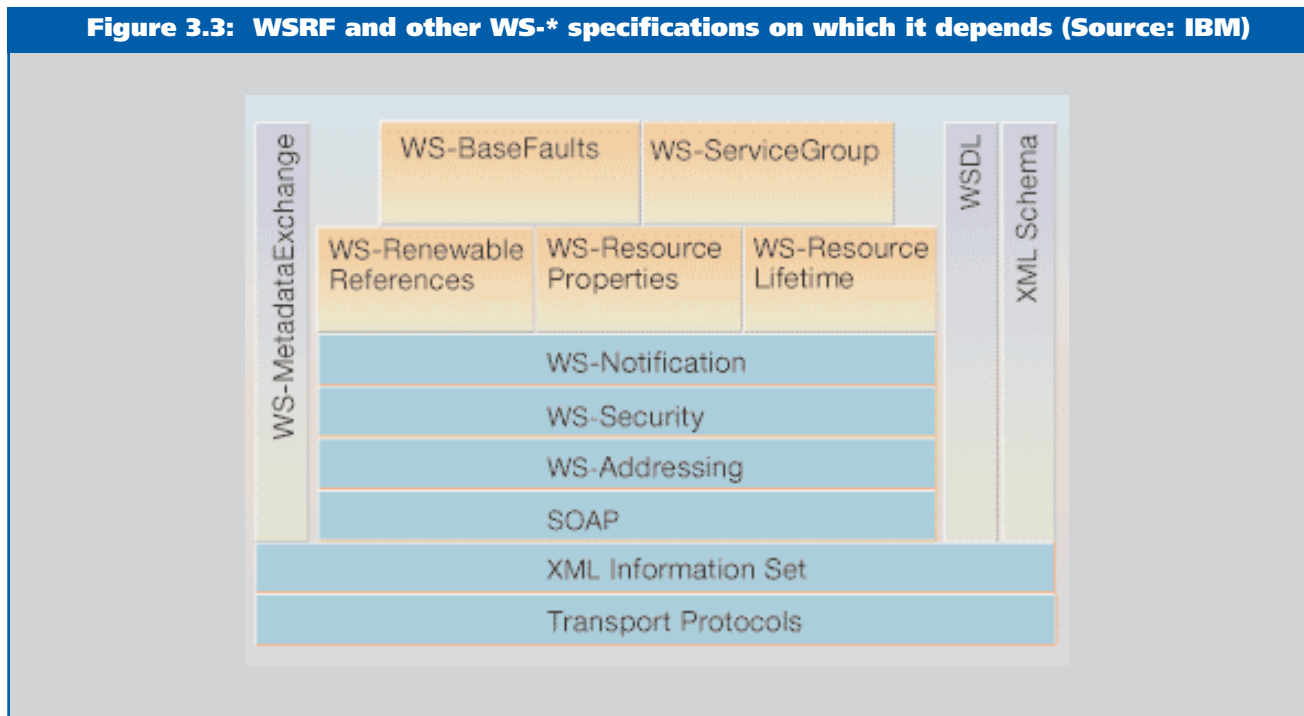 Figure 3.3: WSRF and other WS-* specifications on which it depends (Source: IBM)
WS-MetadataExchange
WS-BaseFaults
WS-ServiceGroup
WSDL
XML Schema
WS-Renewable
References
WS-Resource
Properties
WS-Resource
Lifetime
WS-Notification
WS-Security
WS-Addressing
SOAP
XML Information Set
Transport Protocols